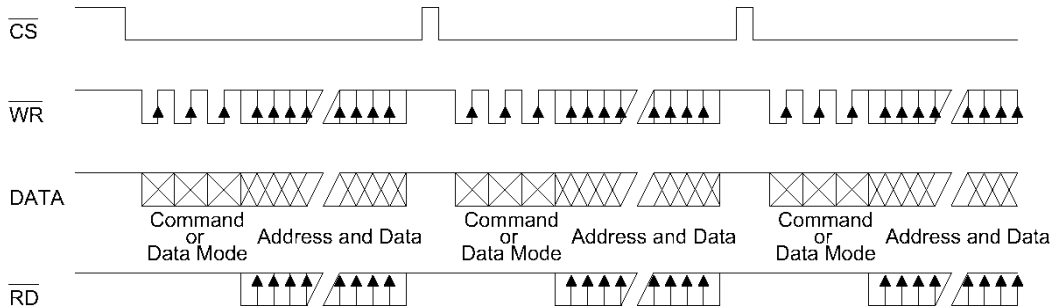 CS
WR
DATA
Command
or
Data Mode
Address and Data
Command
or
Data Mode
Address and Data
Command
or
Data Mode
Address and Data
RD